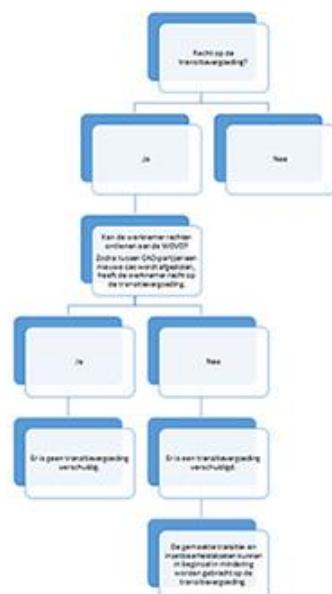 Recht op de
transitievergoeding?
Ja
Nee
Kan de werknemer rechten
ontlenen aan de WOVO?
Zodra tussen CAO-partijen een
nieuwe cao wordt afgesloten,
heeft de werknemer recht op
de transitievergoeding.
Ja
Nee
Er is geen transitievergoeding
verschuldigd.
Er is een transitievergoeding
verschuldigd.
De gemaakte transitie- en
inzetbaarheidskosten kunnen
in beginsel in mindering
worden gebracht op de
transitievergoeding.